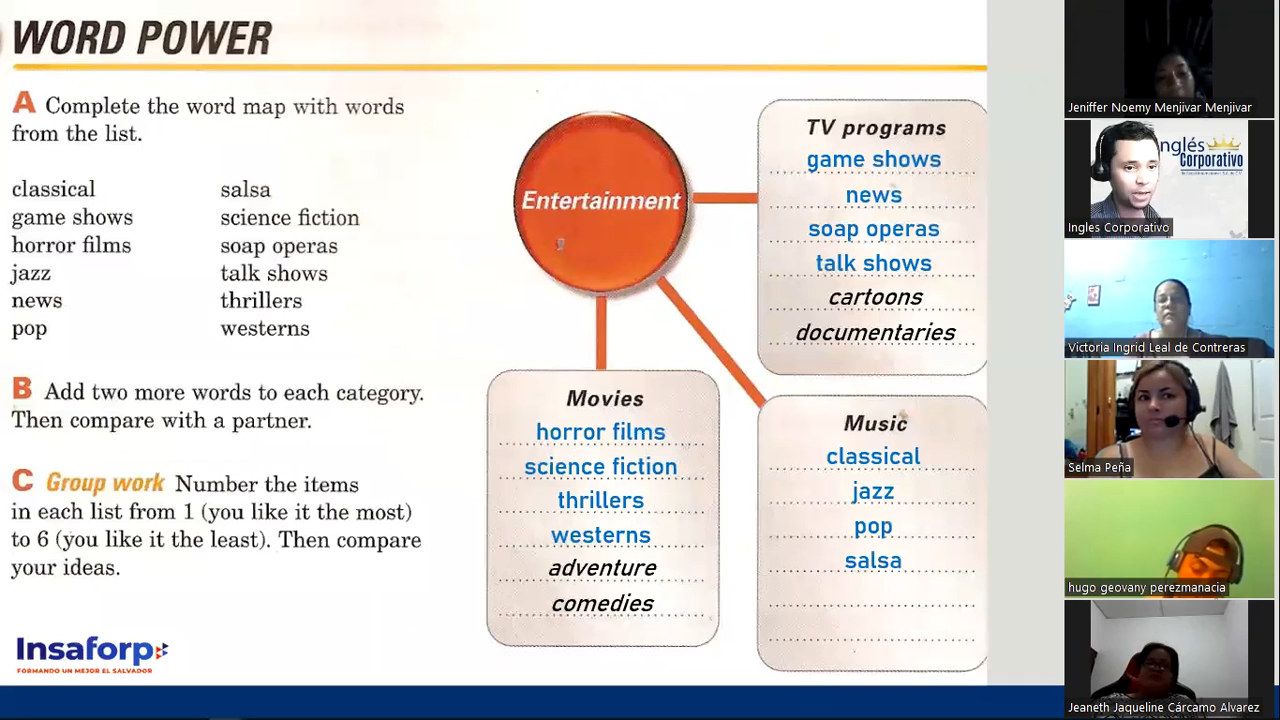 WORD POWER
A Complete the word map with words
from the list.
classical
game shows
horror films
jazz
news
pop
salsa
science fiction
soap operas
talk shows
thrillers
westerns
B Add two more words to each category.
Then compare with a partner.
C Group work Number the items
in each list from 1 (you like it the most)
to 6 (you like it the least). Then compare
your ideas.
Insaforp
FORMANDO UN MEJOR EL SALVADOR
Entertainment
TV programs
game shows
news
soap operas
talk shows
cartoons
documentaries
Movies
horror films
science fiction
thrillers
westerns
adventure
comedies
Music
classical
jazz
pop
salsa
Jeniffer Noemy Menjivar Menjivar
Inglés
Corporativo
Ingles Corporativo
Victoria Ingrid Leal de Contreras
Selma Peña
hugo geovany perezmanacia
Jeaneth Jaqueline Cárcamo Alvarez